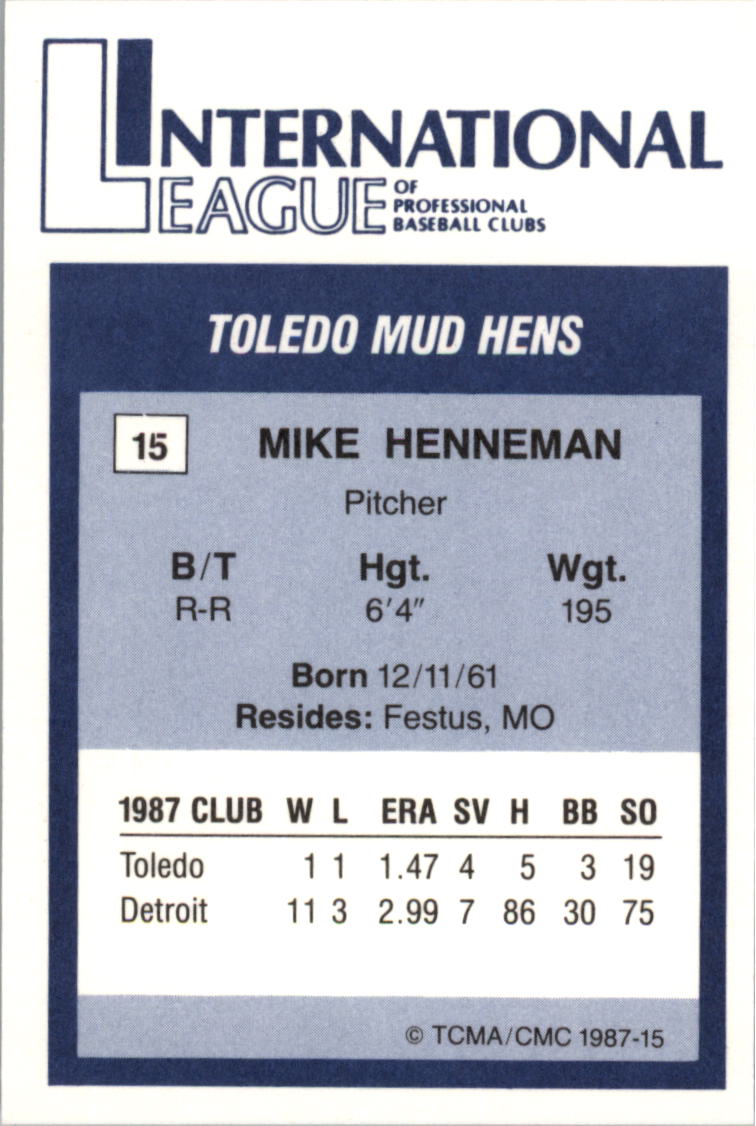 INTERNATIONAL
LEAGUE OF PROFESSIONAL BASEBALL CLUBS
TOLEDO MUD HENS
15 MIKE HENNEMAN
Pitcher
B/T Hgt. Wgt.
R-R 6'4" 195
Born 12/11/61
Resides: Festus, MO
1987 CLUB W L ERA SV H BB SO
Toledo 1 1 1.47 4 5 3 19
Detroit 11 3 2.99 7 86 30 75
© TCMA/CMC 1987-15